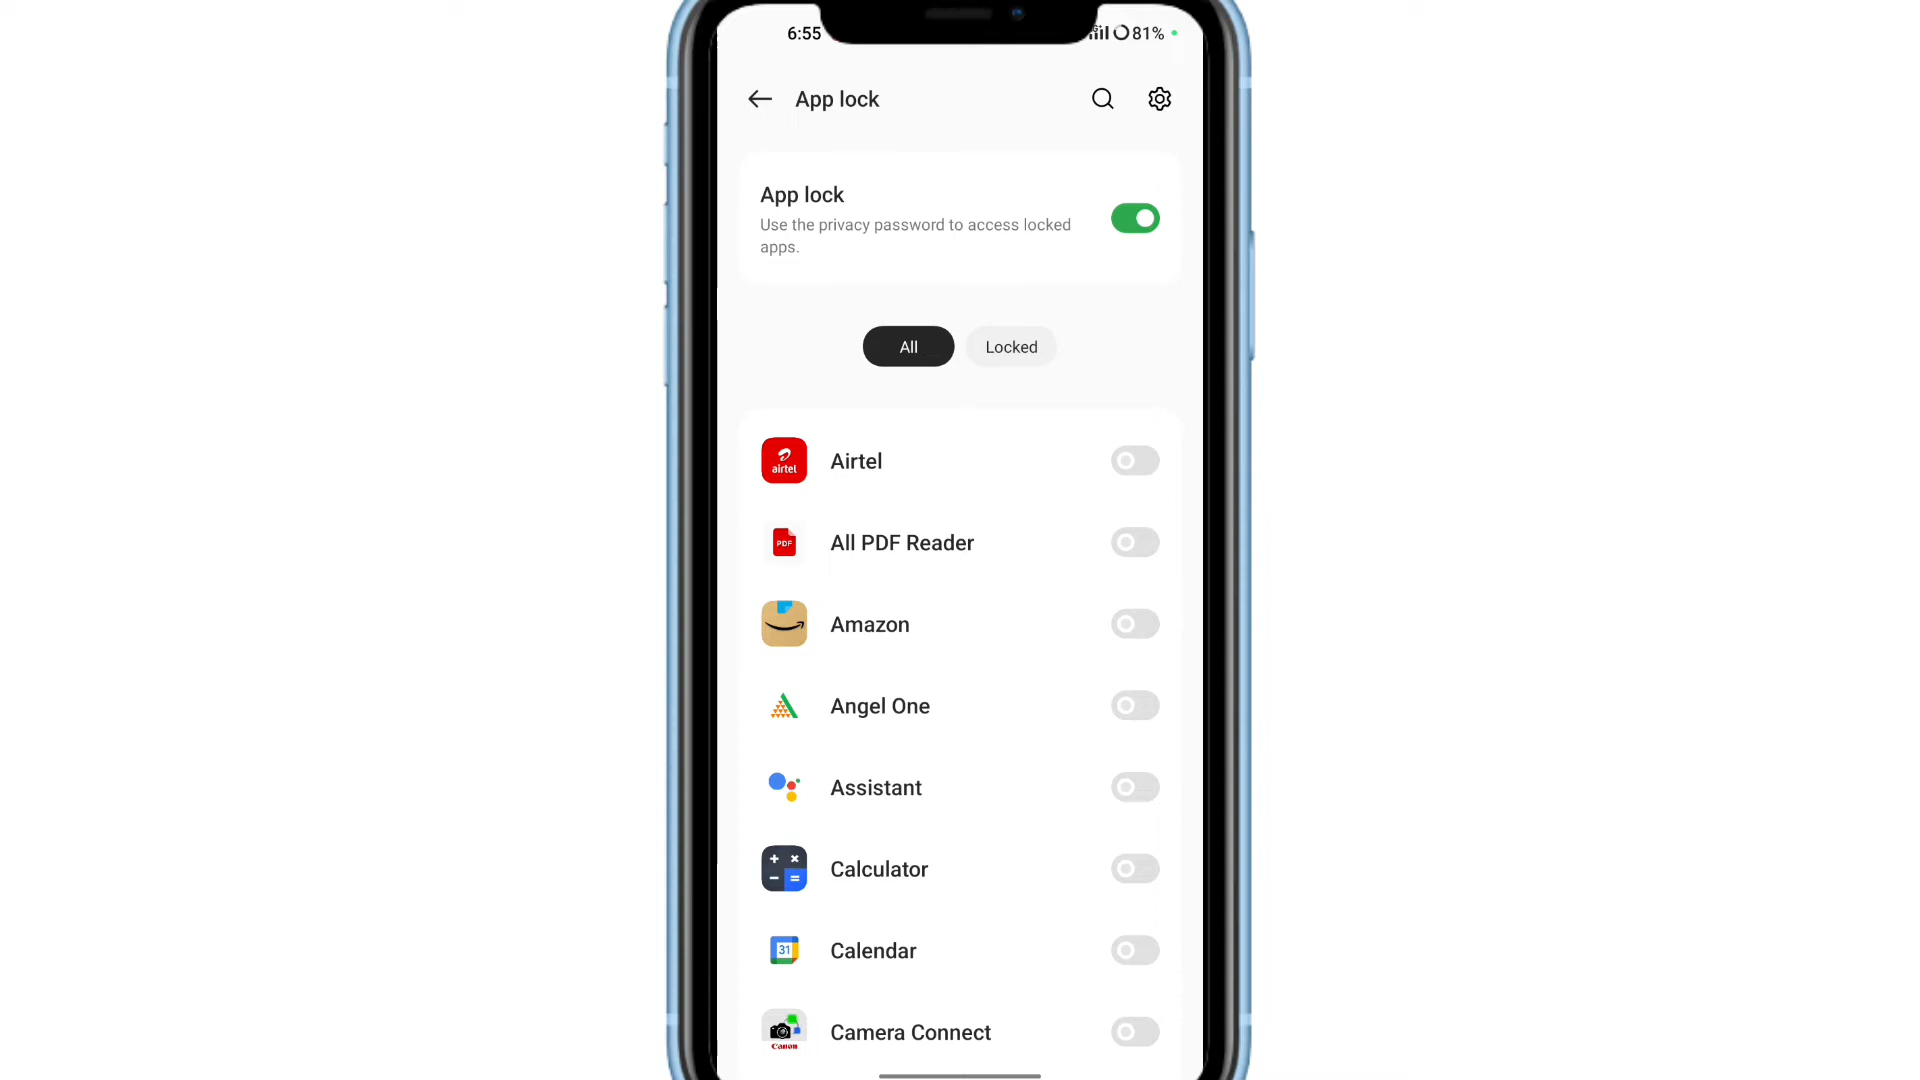 6:55
81%
App lock
App lock
Use the privacy password to access locked
apps.
All
Locked
airtel
Airtel
PDF
All PDF Reader
Amazon
Angel One
Assistant
Calculator
31
Calendar
Canon
Camera Connect